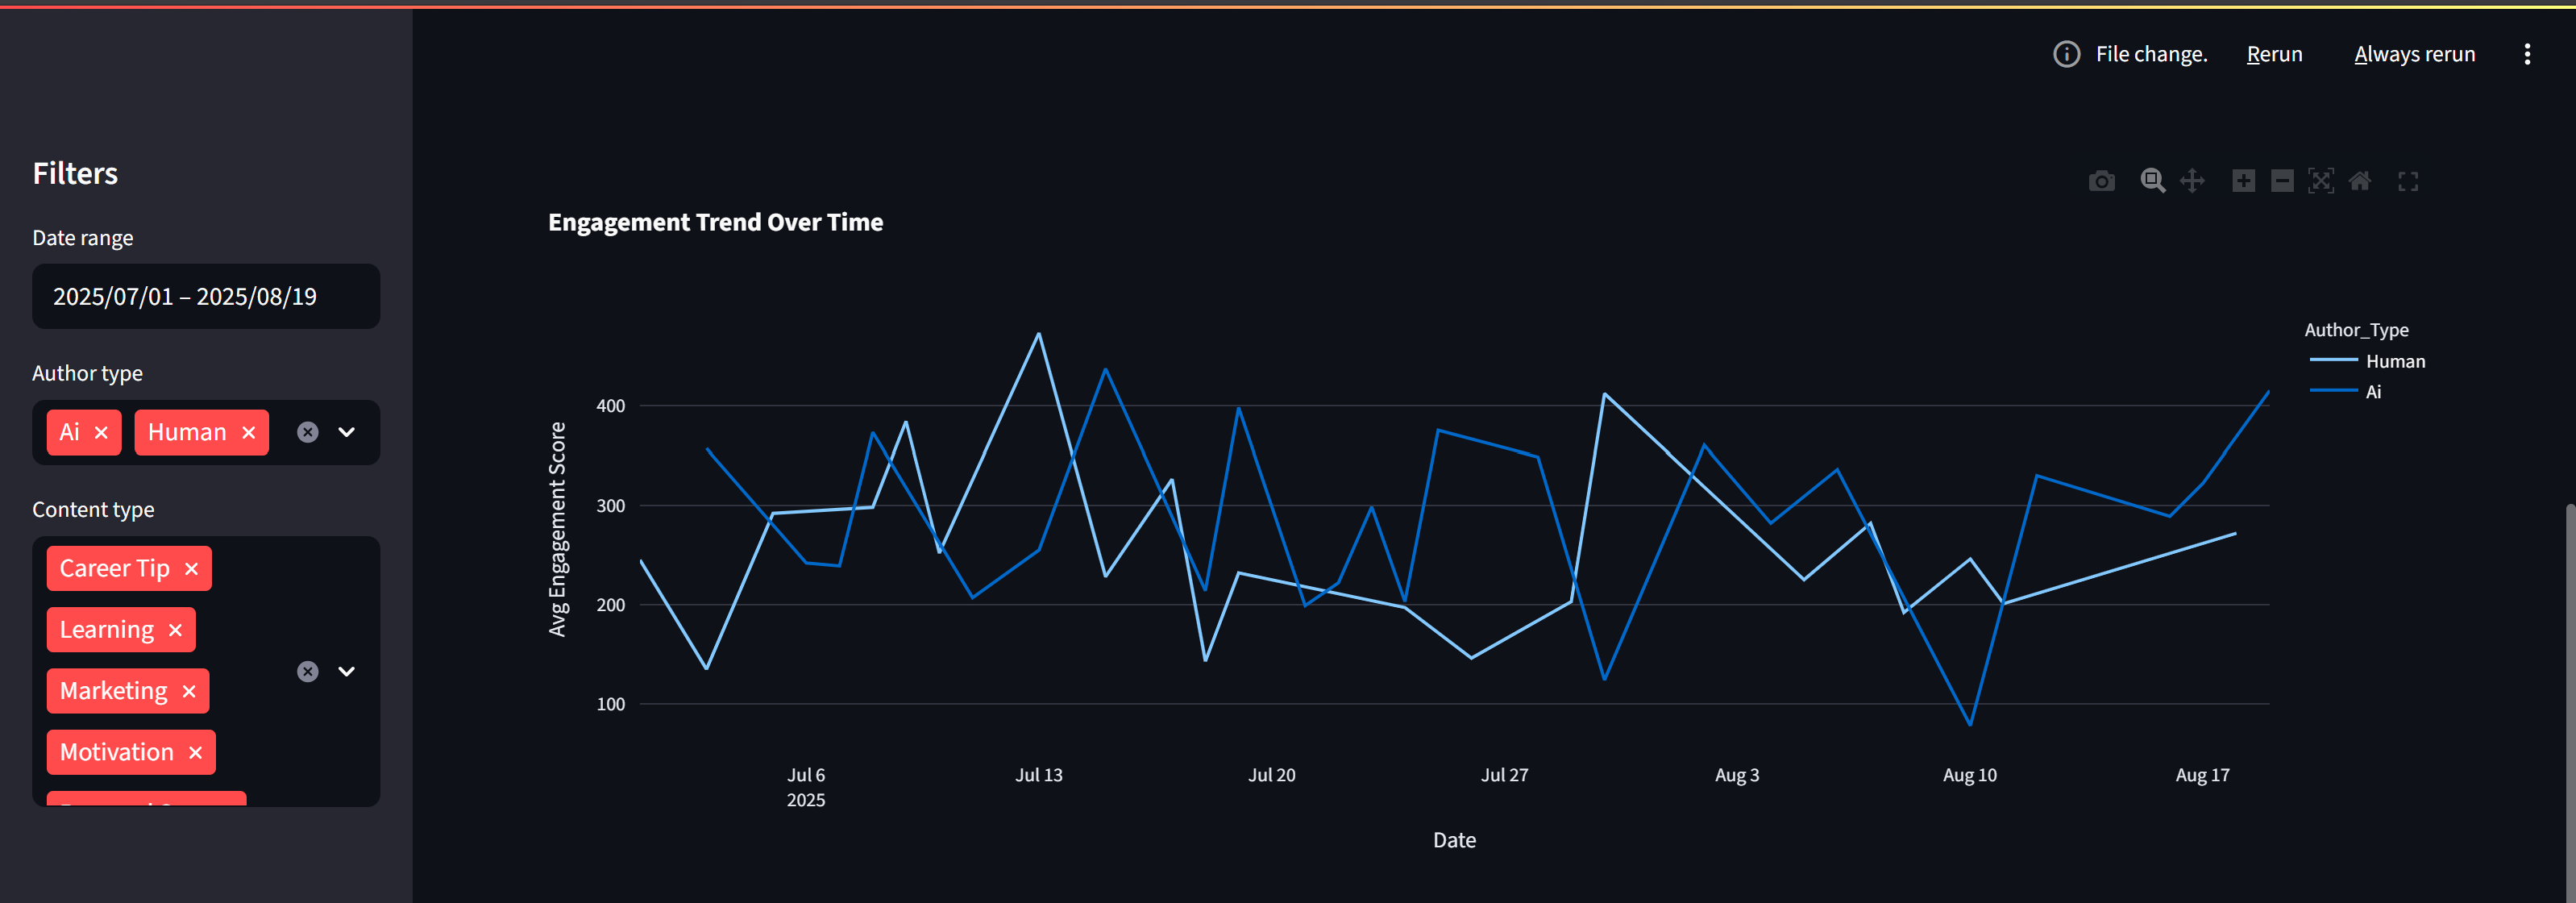 File change.
Rerun
Always rerun
Filters
Date range
2025/07/01 – 2025/08/19
Author type
Ai
Human
Content type
Career Tip
Learning
Marketing
Motivation
Engagement Trend Over Time
Author_Type
Human
Ai
Avg Engagement Score
400
300
200
100
Jul 6
2025
Jul 13
Jul 20
Jul 27
Aug 3
Aug 10
Aug 17
Date